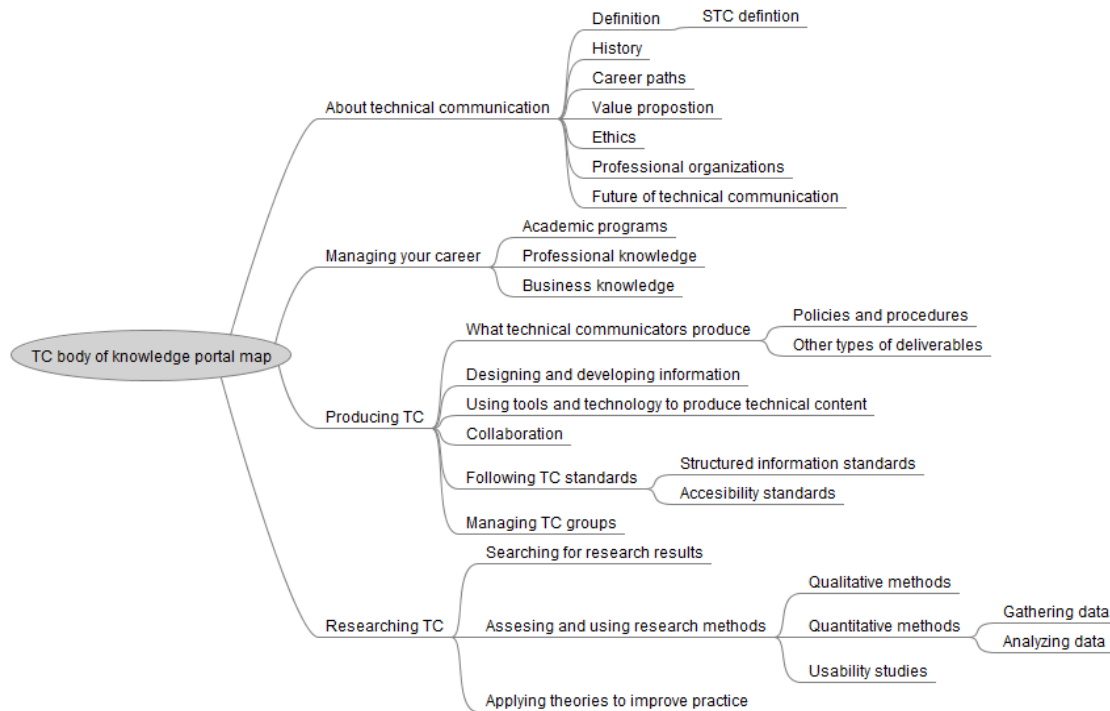 TC body of knowledge portal map
About technical communication
Definition
STC defintion
History
Career paths
Value propostion
Ethics
Professional organizations
Future of technical communication
Managing your career
Academic programs
Professional knowledge
Business knowledge
Producing TC
What technical communicators produce
Policies and procedures
Other types of deliverables
Designing and developing information
Using tools and technology to produce technical content
Collaboration
Following TC standards
Structured information standards
Accesibility standards
Managing TC groups
Researching TC
Searching for research results
Assesing and using research methods
Qualitative methods
Quantitative methods
Gathering data
Analyzing data
Usability studies
Applying theories to improve practice